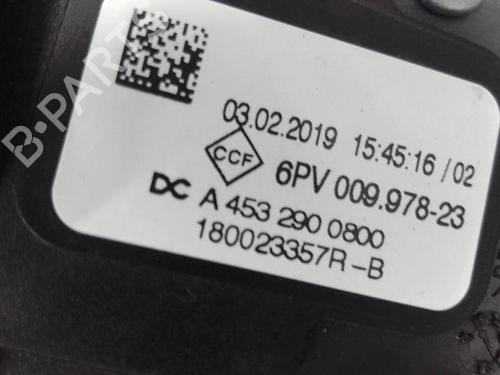 B-PARTS
03.02.2019 15:45:16 / 02
CCF 6PV 009.978-23
DC A 453 290 0800
180023357R-B